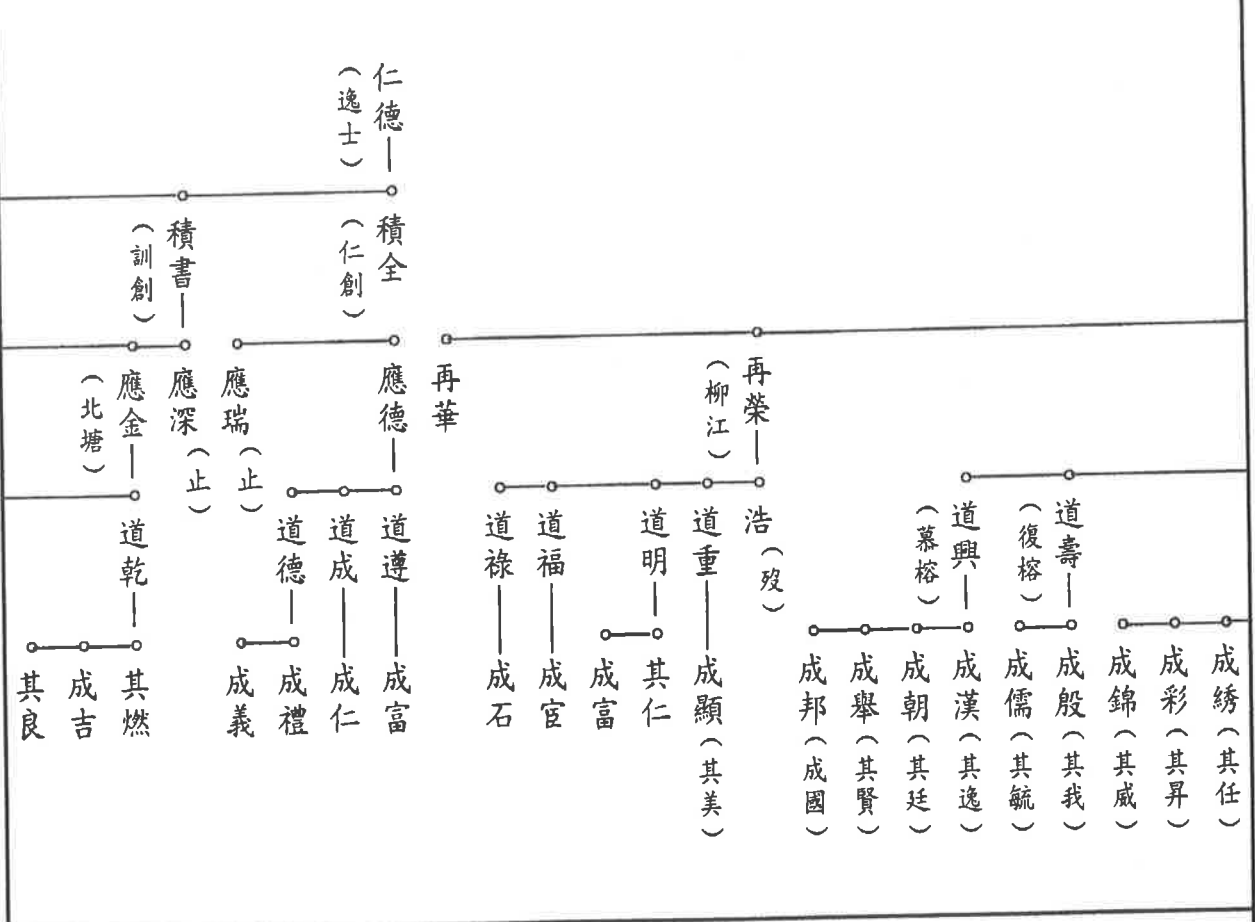 成綉(其任)
成彩(其昇)
成錦(其威)
道壽
(復榕)
成殷(其我)
成儒(其毓)
道興
(慕榕)
成漢(其逸)
成朝(其廷)
成舉(其賢)
成邦(成國)
再榮
(柳江)
浩(歿)
道重
成顯(其美)
道明
其仁
成富
道福
成宦
道祿
成石
再華
仁德
(逸士)
積全
(仁創)
應德
道遵
成富
道成
成仁
道德
成禮
成義
應瑞(止)
積書
(訓創)
應深(止)
應金
(北塘)
道乾
其燃
成吉
其良